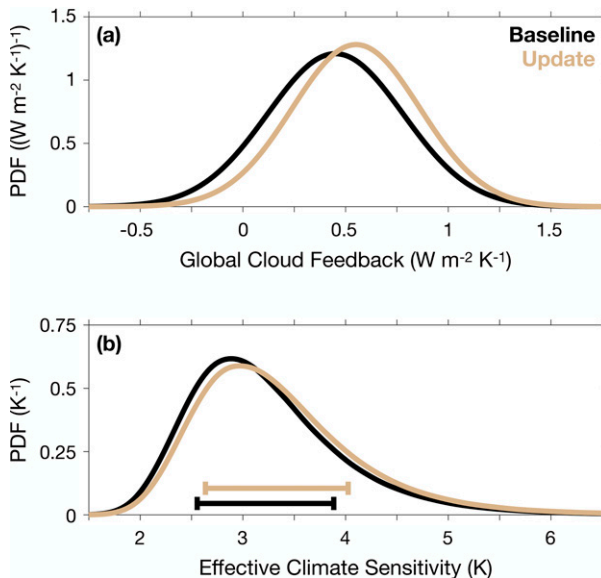 (a)
Baseline
Update
PDF ((W m⁻² K⁻¹)⁻¹)
1.5
1
0.5
0
-0.5 0 0.5 1 1.5
Global Cloud Feedback (W m⁻² K⁻¹)
(b)
PDF (K⁻¹)
0.75
0.5
0.25
0
2 3 4 5 6
Effective Climate Sensitivity (K)